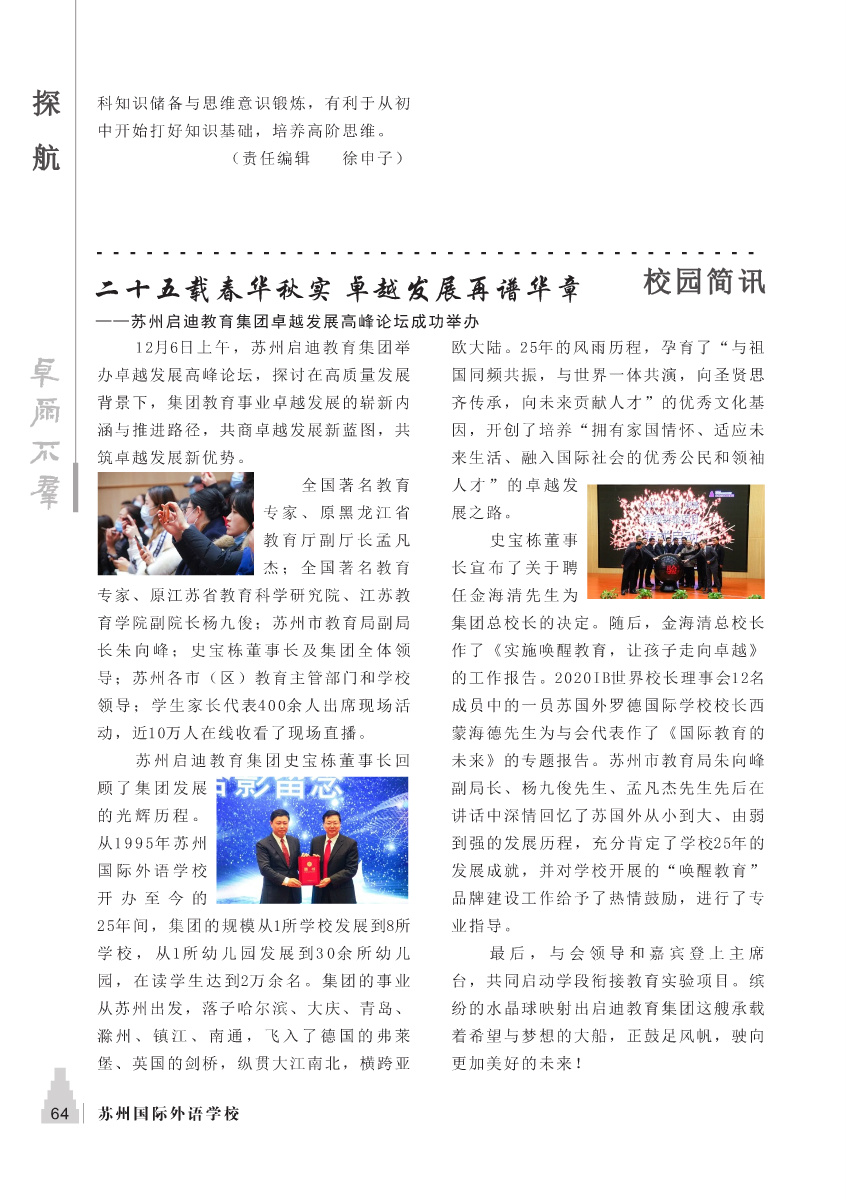 探
航
卓
爾
不
羣
科知识储备与思维意识锻炼，有利于从初
中开始打好知识基础，培养高阶思维。
（责任编辑　　徐申子）
校园简讯
二十五载春华秋实 卓越发展再谱华章
——苏州启迪教育集团卓越发展高峰论坛成功举办
12月6日上午，苏州启迪教育集团举
办卓越发展高峰论坛，探讨在高质量发展
背景下，集团教育事业卓越发展的崭新内
涵与推进路径，共商卓越发展新蓝图，共
筑卓越发展新优势。
全国著名教育
专家、原黑龙江省
教育厅副厅长孟凡
杰；全国著名教育
专家、原江苏省教育科学研究院、江苏教
育学院副院长杨九俊；苏州市教育局副局
长朱向峰；史宝栋董事长及集团全体领
导；苏州各市（区）教育主管部门和学校
领导；学生家长代表400余人出席现场活
动，近10万人在线收看了现场直播。
苏州启迪教育集团史宝栋董事长回
顾了集团发展
的光辉历程。
从1995年苏州
国际外语学校
开办至今的
25年间，集团的规模从1所学校发展到8所
学校，从1所幼儿园发展到30余所幼儿
园，在读学生达到2万余名。集团的事业
从苏州出发，落子哈尔滨、大庆、青岛、
滁州、镇江、南通，飞入了德国的弗莱
堡、英国的剑桥，纵贯大江南北，横跨亚
欧大陆。25年的风雨历程，孕育了“与祖
国同频共振，与世界一体共演，向圣贤思
齐传承，向未来贡献人才”的优秀文化基
因，开创了培养“拥有家国情怀、适应未
来生活、融入国际社会的优秀公民和领袖
人才”的卓越发
展之路。
史宝栋董事
长宣布了关于聘
任金海清先生为
集团总校长的决定。随后，金海清总校长
作了《实施唤醒教育，让孩子走向卓越》
的工作报告。2020IB世界校长理事会12名
成员中的一员苏国外罗德国际学校校长西
蒙海德先生为与会代表作了《国际教育的
未来》的专题报告。苏州市教育局朱向峰
副局长、杨九俊先生、孟凡杰先生先后在
讲话中深情回忆了苏国外从小到大、由弱
到强的发展历程，充分肯定了学校25年的
发展成就，并对学校开展的“唤醒教育”
品牌建设工作给予了热情鼓励，进行了专
业指导。
最后，与会领导和嘉宾登上主席
台，共同启动学段衔接教育实验项目。缤
纷的水晶球映射出启迪教育集团这艘承载
着希望与梦想的大船，正鼓足风帆，驶向
更加美好的未来！
64
苏州国际外语学校